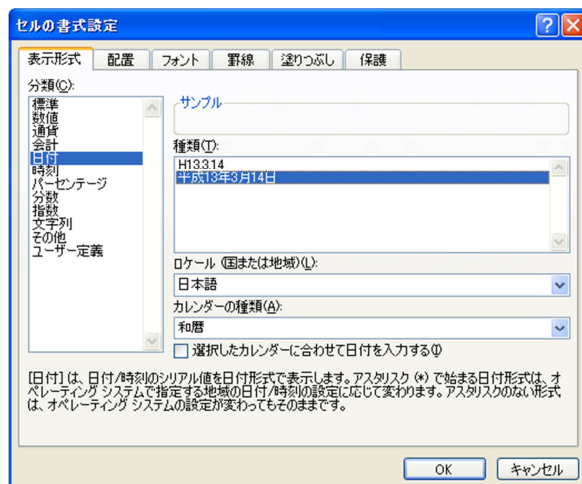 セルの書式設定
表示形式 配置 フォント 罫線 塗りつぶし 保護
分類(C):
標準
数値
通貨
会計
日付
時刻
パーセンテージ
分数
指数
文字列
その他
ユーザー定義
サンプル
種類(T):
H13.3.14
平成13年3月14日
ロケール (国または地域)(L):
日本語
カレンダーの種類(A):
和暦
選択したカレンダーに合わせて日付を入力する(I)
[日付] は、日付/時刻のシリアル値を日付形式で表示します。アスタリスク (*) で始まる日付形式は、オ
ペレーティング システムで指定する地域の日付/時刻の設定に応じて変わります。アスタリスクのない形式
は、オペレーティング システムの設定が変わってもそのままです。
OK キャンセル